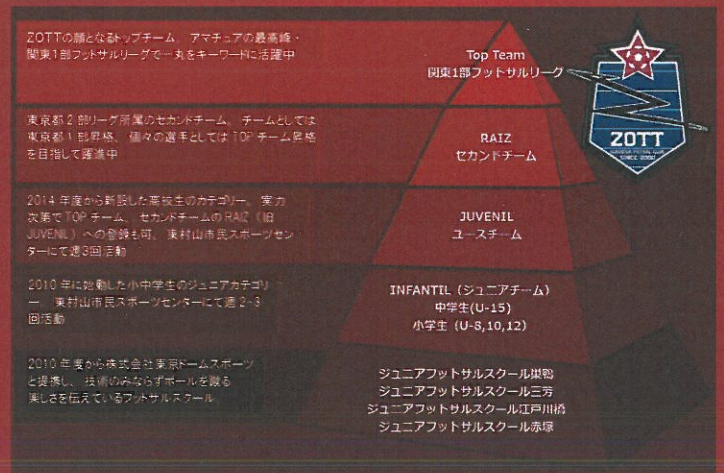 ZOTTの顔となるトップチーム。 アマチュアの最高峰・
関東1部フットサルリーグで一丸をキーワードに活躍中
Top Team
関東1部フットサルリーグ
ZOTT
SINCE 2000
東京都2部リーグ所属のセカンドチーム。 チームとしては
東京都1部昇格、 個々の選手としてはTOPチーム昇格
を目指して躍進中
RAIZ
セカンドチーム
2014年度から新設した高校生のカテゴリー。 実力
次第でTOPチーム、 セカンドチームのRAIZ (旧
JUVENIL) への登録も可。 東村山市民スポーツセン
ターにて週3回活動
JUVENIL
ユースチーム
2010年に始動した小中学生のジュニアカテゴリ
ー 東村山市民スポーツセンターにて週2~3
回活動
INFANTIL (ジュニアチーム)
中学生(U-15)
小学生 (U-8,10,12)
2010年度から株式会社東京ドームスポーツ
と提携し、 技術のみならずボールを蹴る
楽しさを伝えているフットサルスクール
ジュニアフットサルスクール巣鴨
ジュニアフットサルスクール三芳
ジュニアフットサルスクール江戸川橋
ジュニアフットサルスクール赤塚